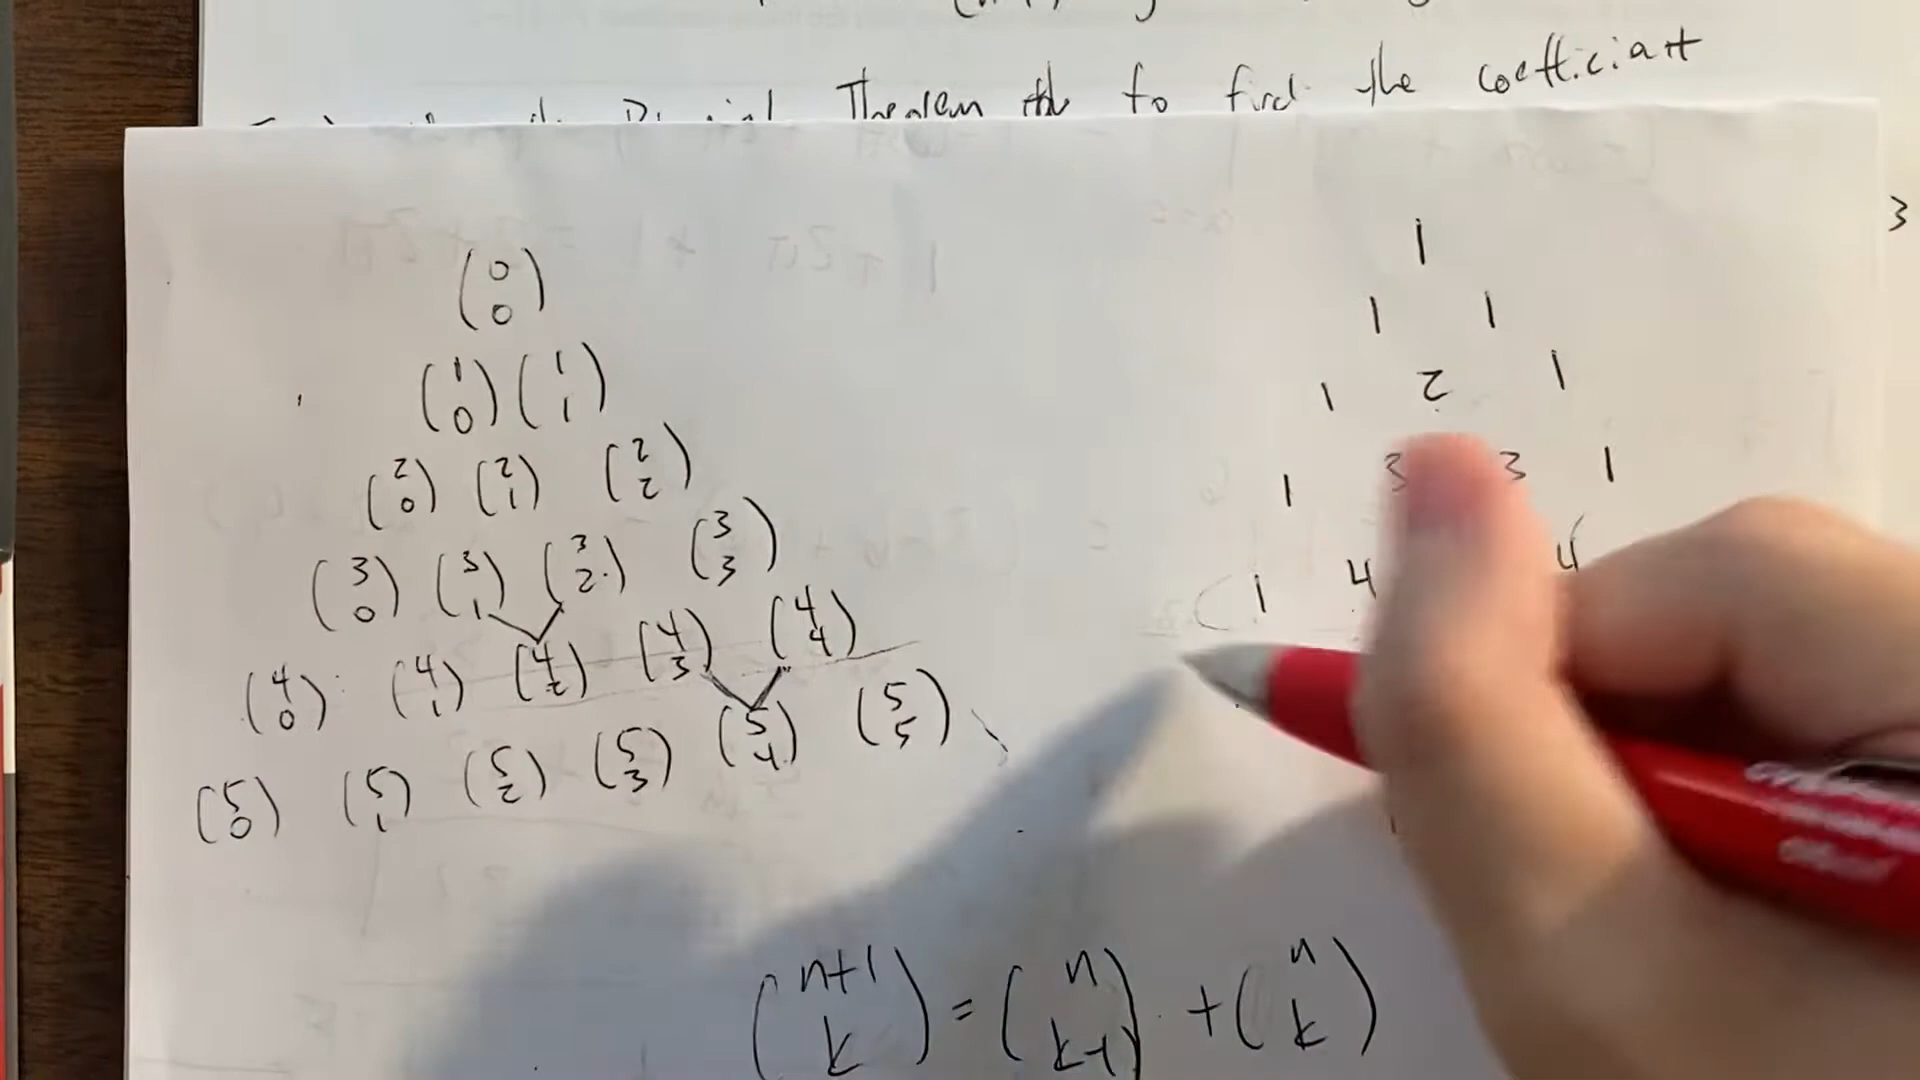 Theorem to find the coefficiant
3
(0 0)
(1 0) (1 1)
(2 0) (2 1) (2 2)
(3 0) (3 1) (3 2) (3 3)
(4 0) (4 1) (4 2) (4 3) (4 4)
(5 0) (5 1) (5 2) (5 3) (5 4) (5 5)
1
1 1
1 2 1
1 3 3 1
1 4 4
(n+1 k) = (n k-1) + (n k)